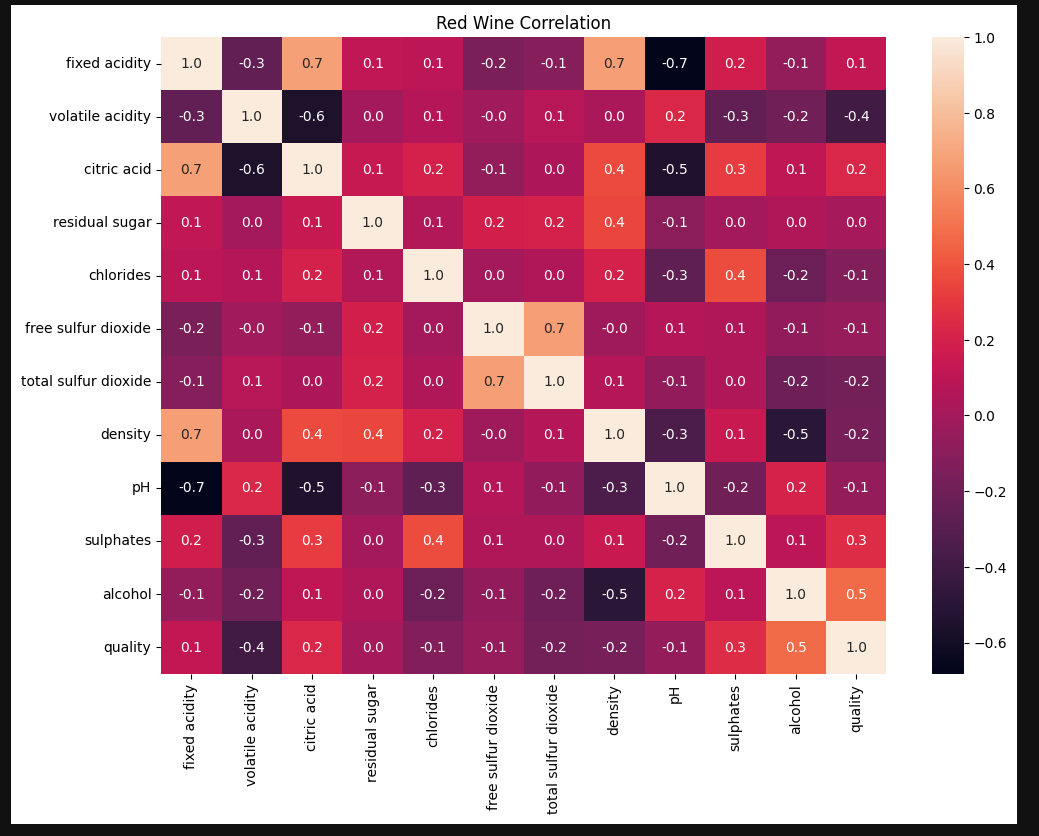 Red Wine Correlation
fixed acidity 1.0 -0.3 0.7 0.1 0.1 -0.2 -0.1 0.7 -0.7 0.2 -0.1 0.1
volatile acidity -0.3 1.0 -0.6 0.0 0.1 -0.0 0.1 0.0 0.2 -0.3 -0.2 -0.4
citric acid 0.7 -0.6 1.0 0.1 0.2 -0.1 0.0 0.4 -0.5 0.3 0.1 0.2
residual sugar 0.1 0.0 0.1 1.0 0.1 0.2 0.2 0.4 -0.1 0.0 0.0 0.0
chlorides 0.1 0.1 0.2 0.1 1.0 0.0 0.0 0.2 -0.3 0.4 -0.2 -0.1
free sulfur dioxide -0.2 -0.0 -0.1 0.2 0.0 1.0 0.7 -0.0 0.1 0.1 -0.1 -0.1
total sulfur dioxide -0.1 0.1 0.0 0.2 0.0 0.7 1.0 0.1 -0.1 0.0 -0.2 -0.2
density 0.7 0.0 0.4 0.4 0.2 -0.0 0.1 1.0 -0.3 0.1 -0.5 -0.2
pH -0.7 0.2 -0.5 -0.1 -0.3 0.1 -0.1 -0.3 1.0 -0.2 0.2 -0.1
sulphates 0.2 -0.3 0.3 0.0 0.4 0.1 0.0 0.1 -0.2 1.0 0.1 0.3
alcohol -0.1 -0.2 0.1 0.0 -0.2 -0.1 -0.2 -0.5 0.2 0.1 1.0 0.5
quality 0.1 -0.4 0.2 0.0 -0.1 -0.1 -0.2 -0.2 -0.1 0.3 0.5 1.0
fixed acidity
volatile acidity
citric acid
residual sugar
chlorides
free sulfur dioxide
total sulfur dioxide
density
pH
sulphates
alcohol
quality
1.0
0.8
0.6
0.4
0.2
0.0
−0.2
−0.4
−0.6